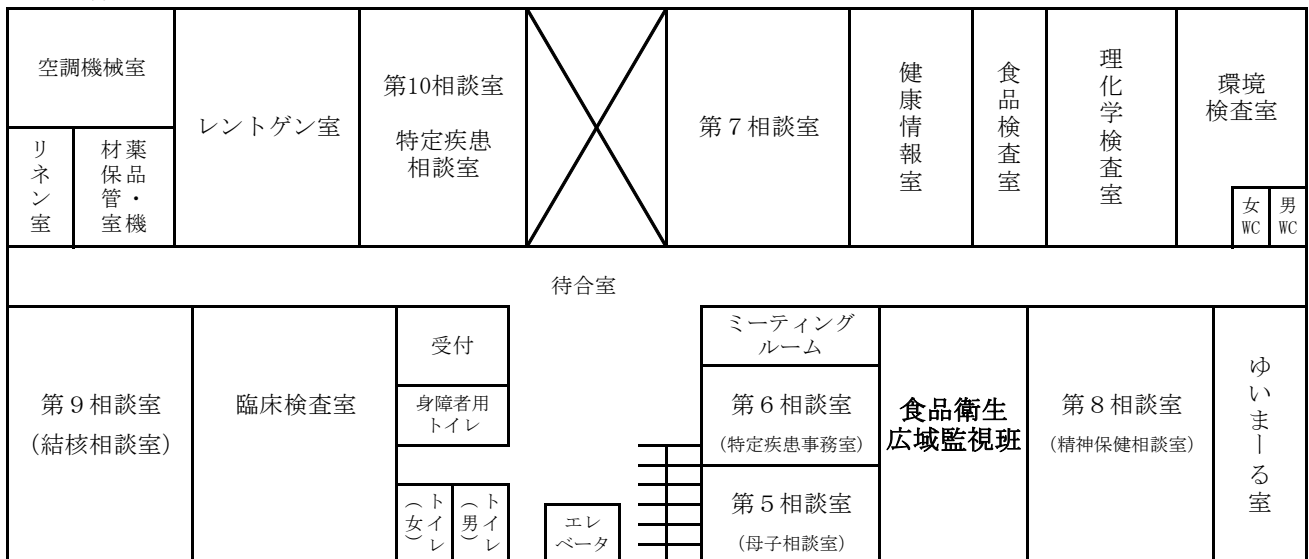 空調機械室
リネン室
薬品・機
材保管室
レントゲン室
第10相談室
特定疾患
相談室
第７相談室
健康情報室
食品検査室
理化学検査室
環境
検査室
女
WC
男
WC
待合室
第９相談室
(結核相談室)
臨床検査室
受付
身障者用
トイレ
トイレ
(女)
トイレ
(男)
エレ
ベータ
ミーティング
ルーム
第６相談室
(特定疾患事務室)
第５相談室
(母子相談室)
食品衛生
広域監視班
第８相談室
(精神保健相談室)
ゆいまーる室